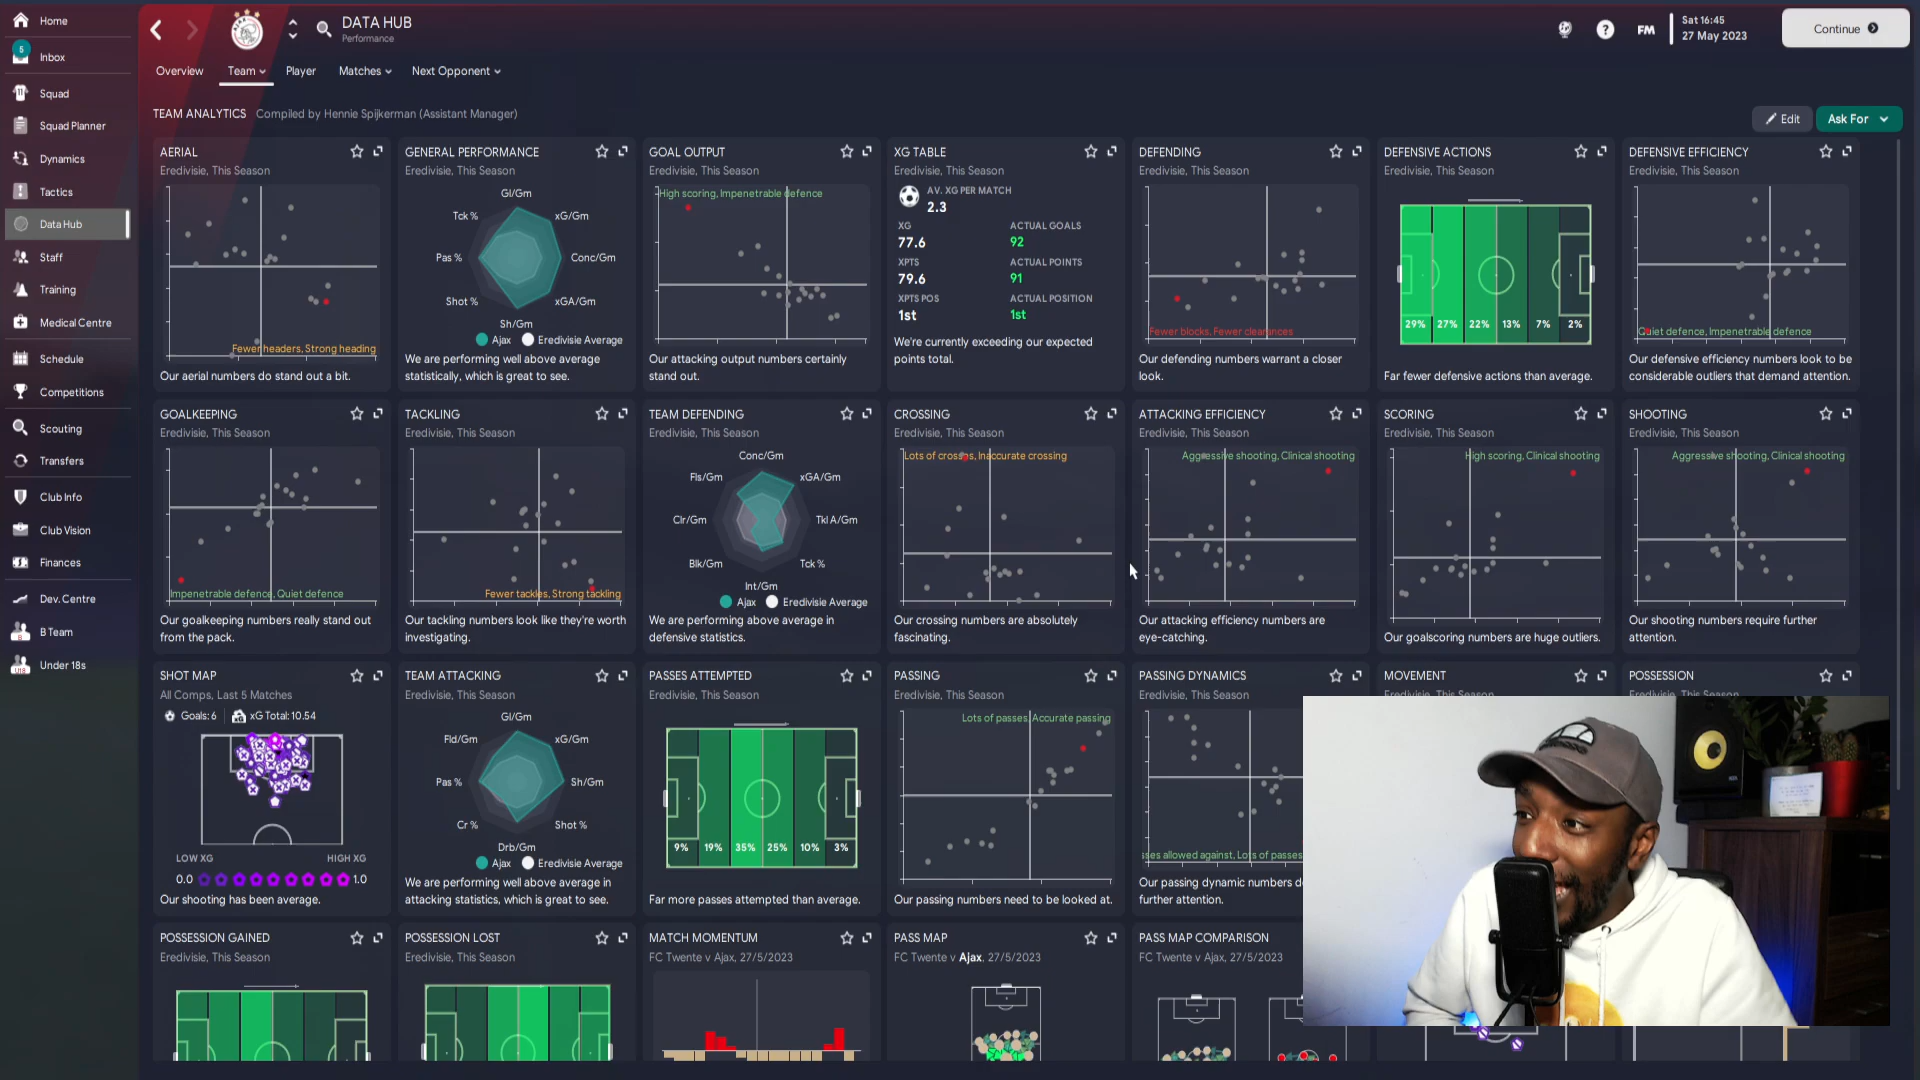 Home
5
Inbox
Squad
Squad Planner
Dynamics
Tactics
Data Hub
Staff
Training
Medical Centre
Schedule
Competitions
Scouting
Transfers
Club Info
Club Vision
Finances
Dev. Centre
B Team
Under 18s
DATA HUB
Performance
FM
Sat 16:45
27 May 2023
Continue
Overview
Team
Player
Matches
Next Opponent
TEAM ANALYTICS Compiled by Hennie Spijkerman (Assistant Manager)
Edit
Ask For
AERIAL
Eredivisie, This Season
Fewer headers, Strong heading
Our aerial numbers do stand out a bit.
GENERAL PERFORMANCE
Eredivisie, This Season
Gl/Gm
Tck %
xG/Gm
Pas %
Conc/Gm
Shot %
xGA/Gm
Sh/Gm
Ajax
Eredivisie Average
We are performing well above average
statistically, which is great to see.
GOAL OUTPUT
Eredivisie, This Season
High scoring, Impenetrable defence
Our attacking output numbers certainly
stand out.
XG TABLE
Eredivisie, This Season
AV. XG PER MATCH
2.3
XG
ACTUAL GOALS
77.6
92
XPTS
ACTUAL POINTS
79.6
91
XPTS POS
ACTUAL POSITION
1st
1st
We're currently exceeding our expected
points total.
DEFENDING
Eredivisie, This Season
Fewer blocks, Fewer clearances
Our defending numbers warrant a closer
look.
DEFENSIVE ACTIONS
Eredivisie, This Season
29% 27% 22% 13% 7% 2%
Far fewer defensive actions than average.
DEFENSIVE EFFICIENCY
Eredivisie, This Season
Quiet defence, Impenetrable defence
Our defensive efficiency numbers look to be
considerable outliers that demand attention.
GOALKEEPING
Eredivisie, This Season
Impenetrable defence, Quiet defence
Our goalkeeping numbers really stand out
from the pack.
TACKLING
Eredivisie, This Season
Fewer tackles, Strong tackling
Our tackling numbers look like they're worth
investigating.
TEAM DEFENDING
Eredivisie, This Season
Conc/Gm
Fls/Gm
xGA/Gm
Clr/Gm
Tkl A/Gm
Blk/Gm
Tck %
Int/Gm
Ajax
Eredivisie Average
We are performing above average in
defensive statistics.
CROSSING
Eredivisie, This Season
Lots of crosses, Inaccurate crossing
Our crossing numbers are absolutely
fascinating.
ATTACKING EFFICIENCY
Eredivisie, This Season
Aggressive shooting, Clinical shooting
Our attacking efficiency numbers are
eye-catching.
SCORING
Eredivisie, This Season
High scoring, Clinical shooting
Our goalscoring numbers are huge outliers.
SHOOTING
Eredivisie, This Season
Aggressive shooting, Clinical shooting
Our shooting numbers require further
attention.
SHOT MAP
All Comps, Last 5 Matches
Goals: 6
xG Total: 10.54
LOW XG
HIGH XG
0.0
1.0
Our shooting has been average.
TEAM ATTACKING
Eredivisie, This Season
Gl/Gm
Fld/Gm
xG/Gm
Pas %
Sh/Gm
Cr %
Shot %
Drb/Gm
Ajax
Eredivisie Average
We are performing well above average in
attacking statistics, which is great to see.
PASSES ATTEMPTED
Eredivisie, This Season
9% 19% 35% 25% 10% 3%
Far more passes attempted than average.
PASSING
Eredivisie, This Season
Lots of passes, Accurate passing
Our passing numbers need to be looked at.
PASSING DYNAMICS
Eredivisie, This Season
allowed against, Lots of passes
Our passing dynamic numbers
further attention.
MOVEMENT
Eredivisie, This Season
POSSESSION
Eredivisie, This Season
POSSESSION GAINED
Eredivisie, This Season
POSSESSION LOST
Eredivisie, This Season
MATCH MOMENTUM
FC Twente v Ajax, 27/5/2023
PASS MAP
FC Twente v Ajax, 27/5/2023
PASS MAP COMPARISON
FC Twente v Ajax, 27/5/2023